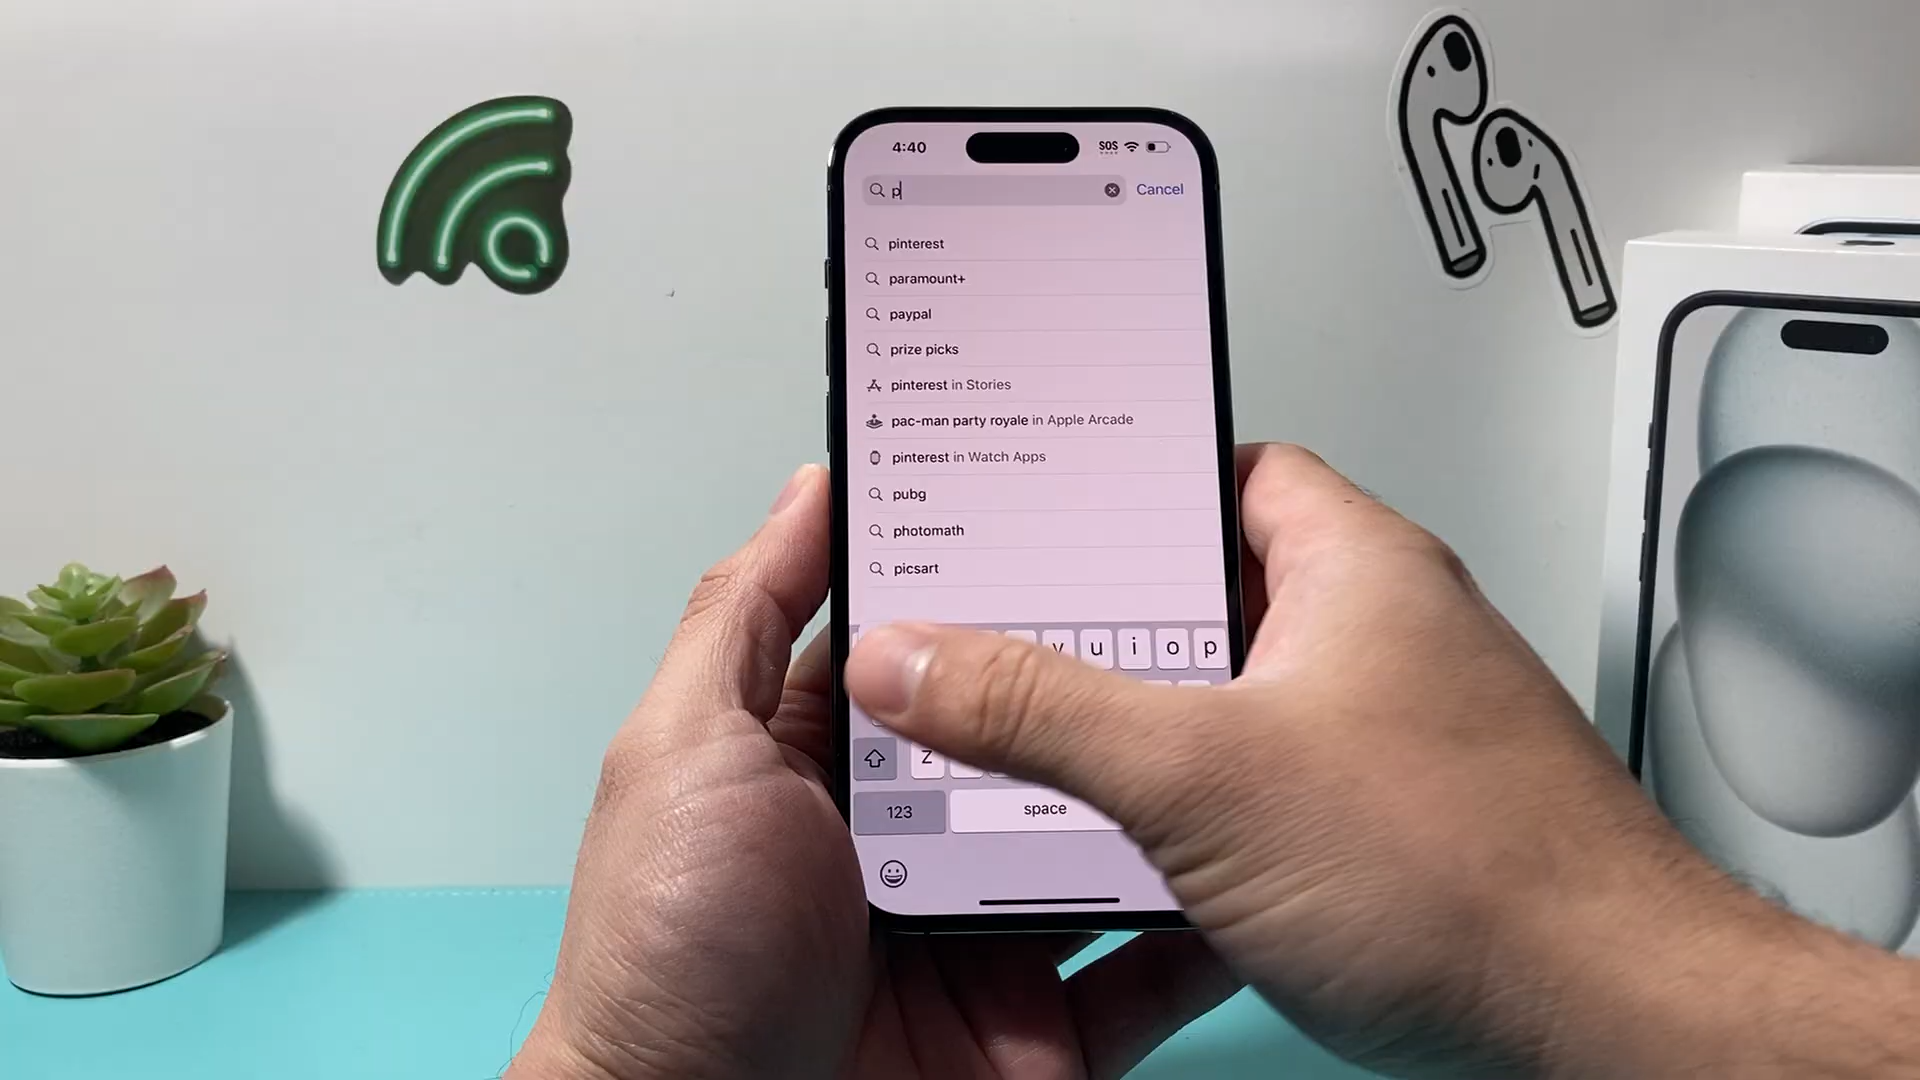 4:40 SOS
p Cancel
pinterest
paramount+
paypal
prize picks
pinterest in Stories
pac-man party royale in Apple Arcade
pinterest in Watch Apps
pubg
photomath
picsart
u i o p
z
123 space